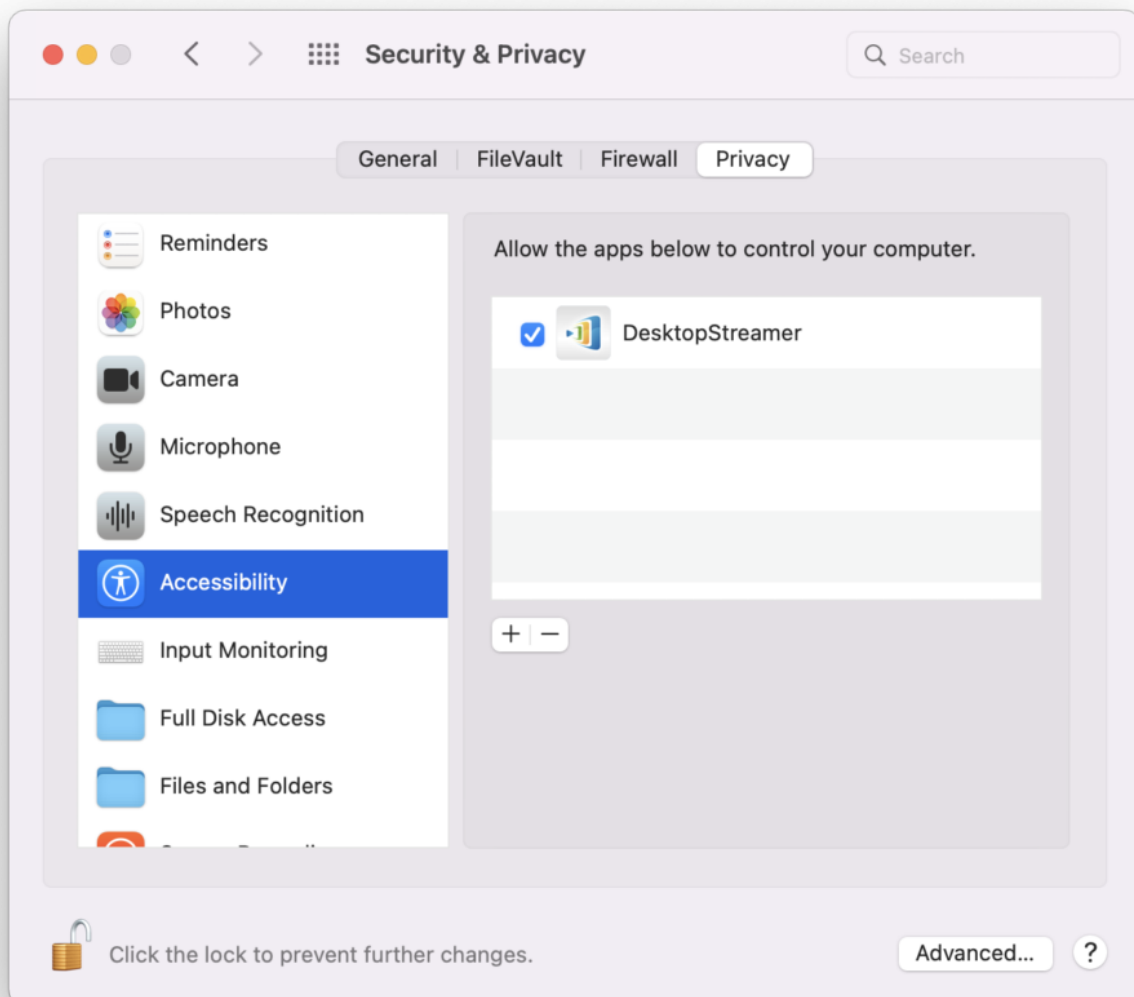 Security & Privacy
Search
General
FileVault
Firewall
Privacy
Reminders
Photos
Camera
Microphone
Speech Recognition
Accessibility
Input Monitoring
Full Disk Access
Files and Folders
Allow the apps below to control your computer.
DesktopStreamer
Click the lock to prevent further changes.
Advanced...
?